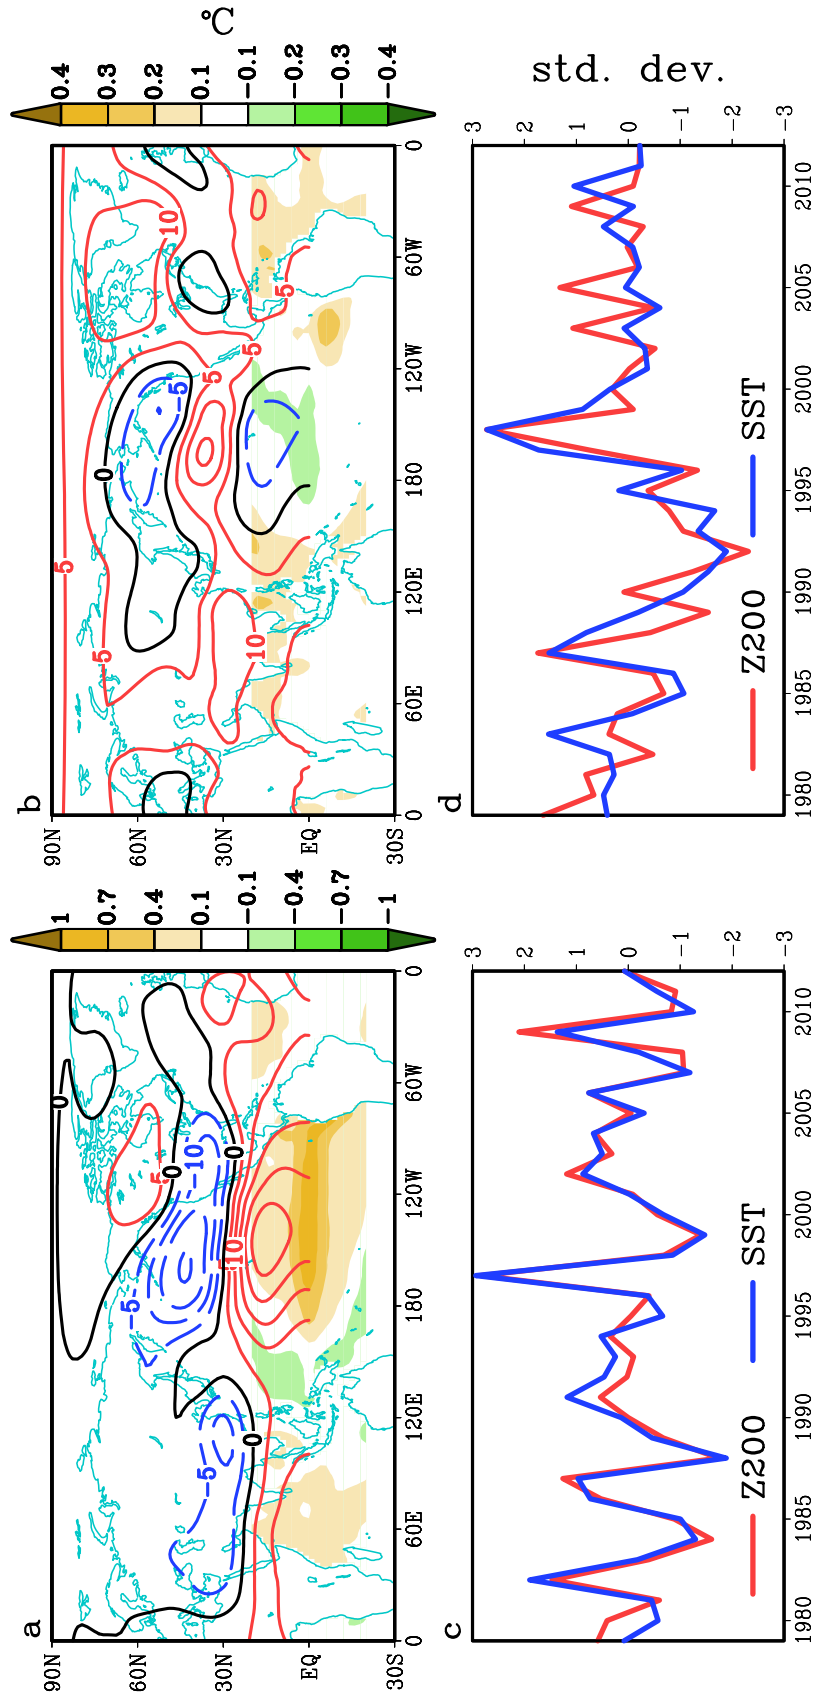 a
90N
60N
30N
EQ
30S
0
5
-5
0
-10
0
10
-5
0
0 60E 120E 180 120W 60W 0
1
0.7
0.4
0.1
-0.1
-0.4
-0.7
-1
b
90N
60N
30N
EQ
30S
5
0
10
5
-5
5
5
5
10
0 60E 120E 180 120W 60W 0
°C
0.4
0.3
0.2
0.1
-0.1
-0.2
-0.3
-0.4
c
3
2
1
0
-1
-2
-3
Z200 SST
1980 1985 1990 1995 2000 2005 2010
d
3
2
1
0
-1
-2
-3
std. dev.
Z200 SST
1980 1985 1990 1995 2000 2005 2010